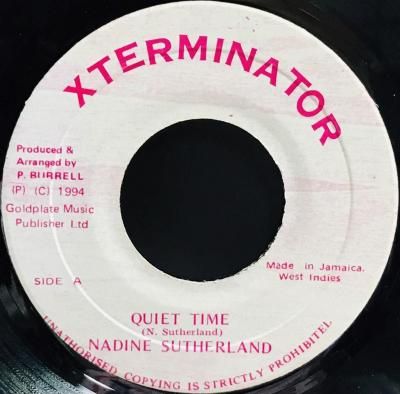 XTERMINATOR
Produced &
Arranged by
P. BURRELL
(P) (C) 1994
Goldplate Music
Publisher Ltd
Made in Jamaica.
West Indies
SIDE A
QUIET TIME
(N. Sutherland)
NADINE SUTHERLAND
UNAUTHORISED COPYING IS STRICTLY PROHIBITEL